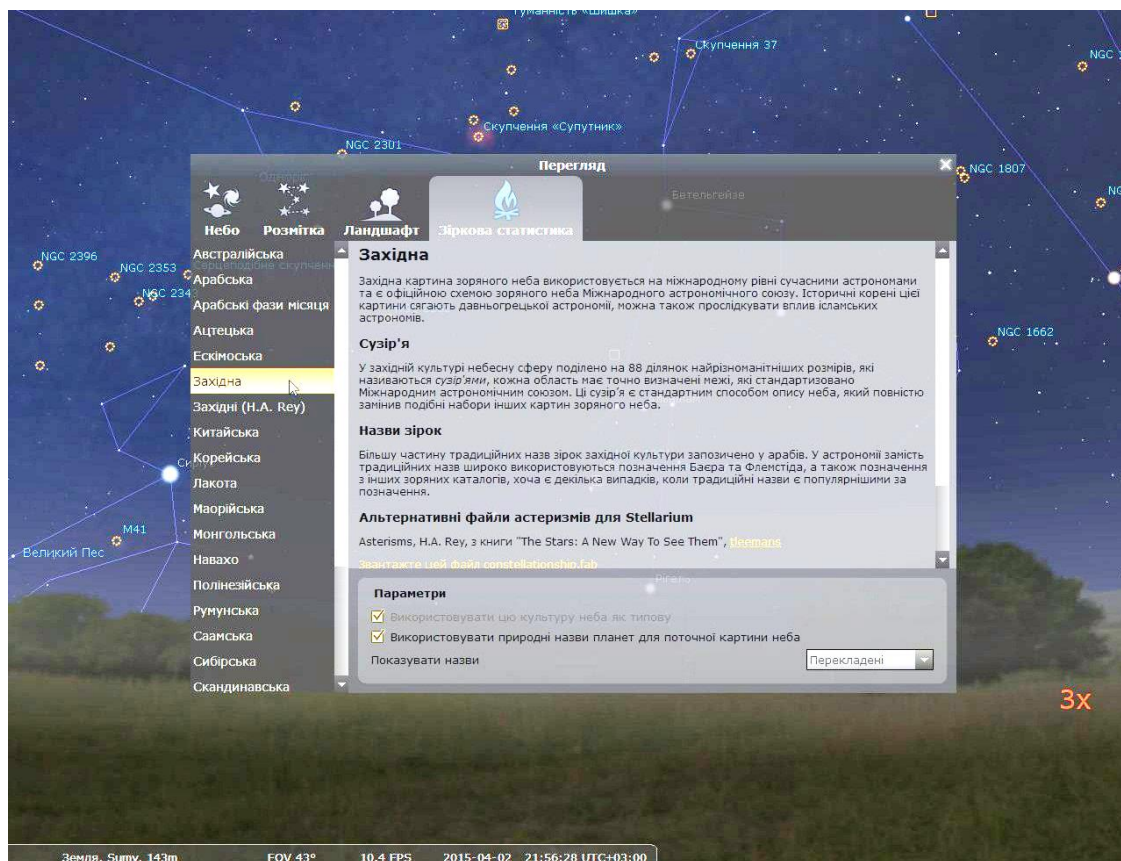 Туманність «Шишка»
Скупчення 37
NGC
Скупчення «Супутник»
NGC 2301
Перегляд
NGC 1807
Єдиноріг
Бетельгейзе
Небо
Розмітка
Ландшафт
Зіркова статистика
NG
NGC 2396
NGC 2353
NGC 234
Серцеподібне скупчен
Австралійська
Арабська
Арабські фази місяця
Ацтецька
Ескімоська
Західна
Західні (H.A. Rey)
Китайська
Корейська
Лакота
Маорійська
Монгольська
Навахо
Полінезійська
Румунська
Саамська
Сибірська
Скандинавська
Західна
Західна картина зоряного неба використовується на міжнародному рівні сучасними астрономами
та є офіційною схемою зоряного неба Міжнародного астрономічного союзу. Історичні корені цієї
картини сягають давньогрецької астрономії, можна також прослідкувати вплив ісламських
астрономів.
Сузір'я
У західній культурі небесну сферу поділено на 88 ділянок найрізноманітніших розмірів, які
називаються сузір'ями, кожна область має точно визначені межі, які стандартизовано
Міжнародним астрономічним союзом. Ці сузір'я є стандартним способом опису неба, який повністю
замінив подібні набори інших картин зоряного неба.
Назви зірок
Більшу частину традиційних назв зірок західної культури запозичено у арабів. У астрономії замість
традиційних назв широко використовуються позначення Баєра та Флемстіда, а також позначення
з інших зоряних каталогів, хоча є декілька випадків, коли традиційні назви є популярнішими за
позначення.
Альтернативні файли астеризмів для Stellarium
Asterisms, H.A. Rey, з книги "The Stars: A New Way To See Them", tleemans
Звантажте цей файл constellationship.fab
NGC 1662
M41
Великий Пес
Рігель
Параметри
Використовувати цю культуру неба як типову
Використовувати природні назви планет для поточної картини неба
Показувати назви
Перекладені
3x
Земля, Sumy, 143m
FOV 43°
10.4 FPS
2015-04-02 21:56:28 UTC+03:00